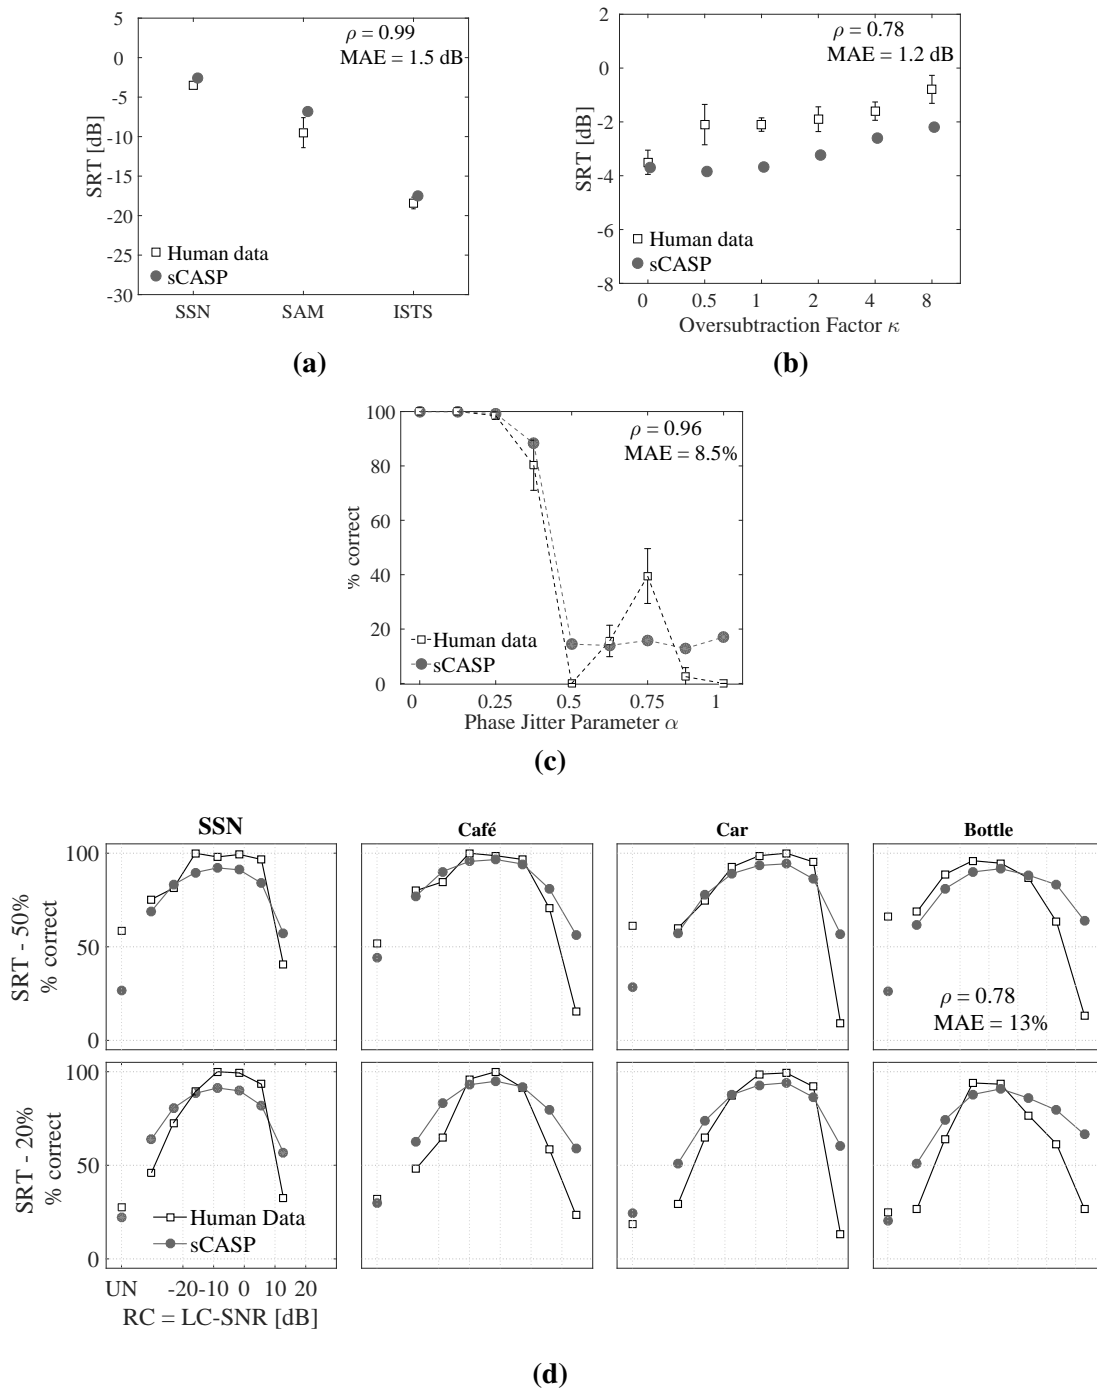 5
0
-5
-10
-15
-20
-25
-30
SRT [dB]
ρ = 0.99
MAE = 1.5 dB
Human data
sCASP
SSN SAM ISTS
(a)
2
0
-2
-4
-6
-8
SRT [dB]
ρ = 0.78
MAE = 1.2 dB
Human data
sCASP
0 0.5 1 2 4 8
Oversubtraction Factor κ
(b)
100
80
60
40
20
0
% correct
ρ = 0.96
MAE = 8.5%
Human data
sCASP
0 0.25 0.5 0.75 1
Phase Jitter Parameter α
(c)
SSN Café Car Bottle
SRT - 50%
% correct
100
50
0
ρ = 0.78
MAE = 13%
SRT - 20%
% correct
100
50
0
Human Data
sCASP
UN -20 -10 0 10 20
RC = LC-SNR [dB]
(d)